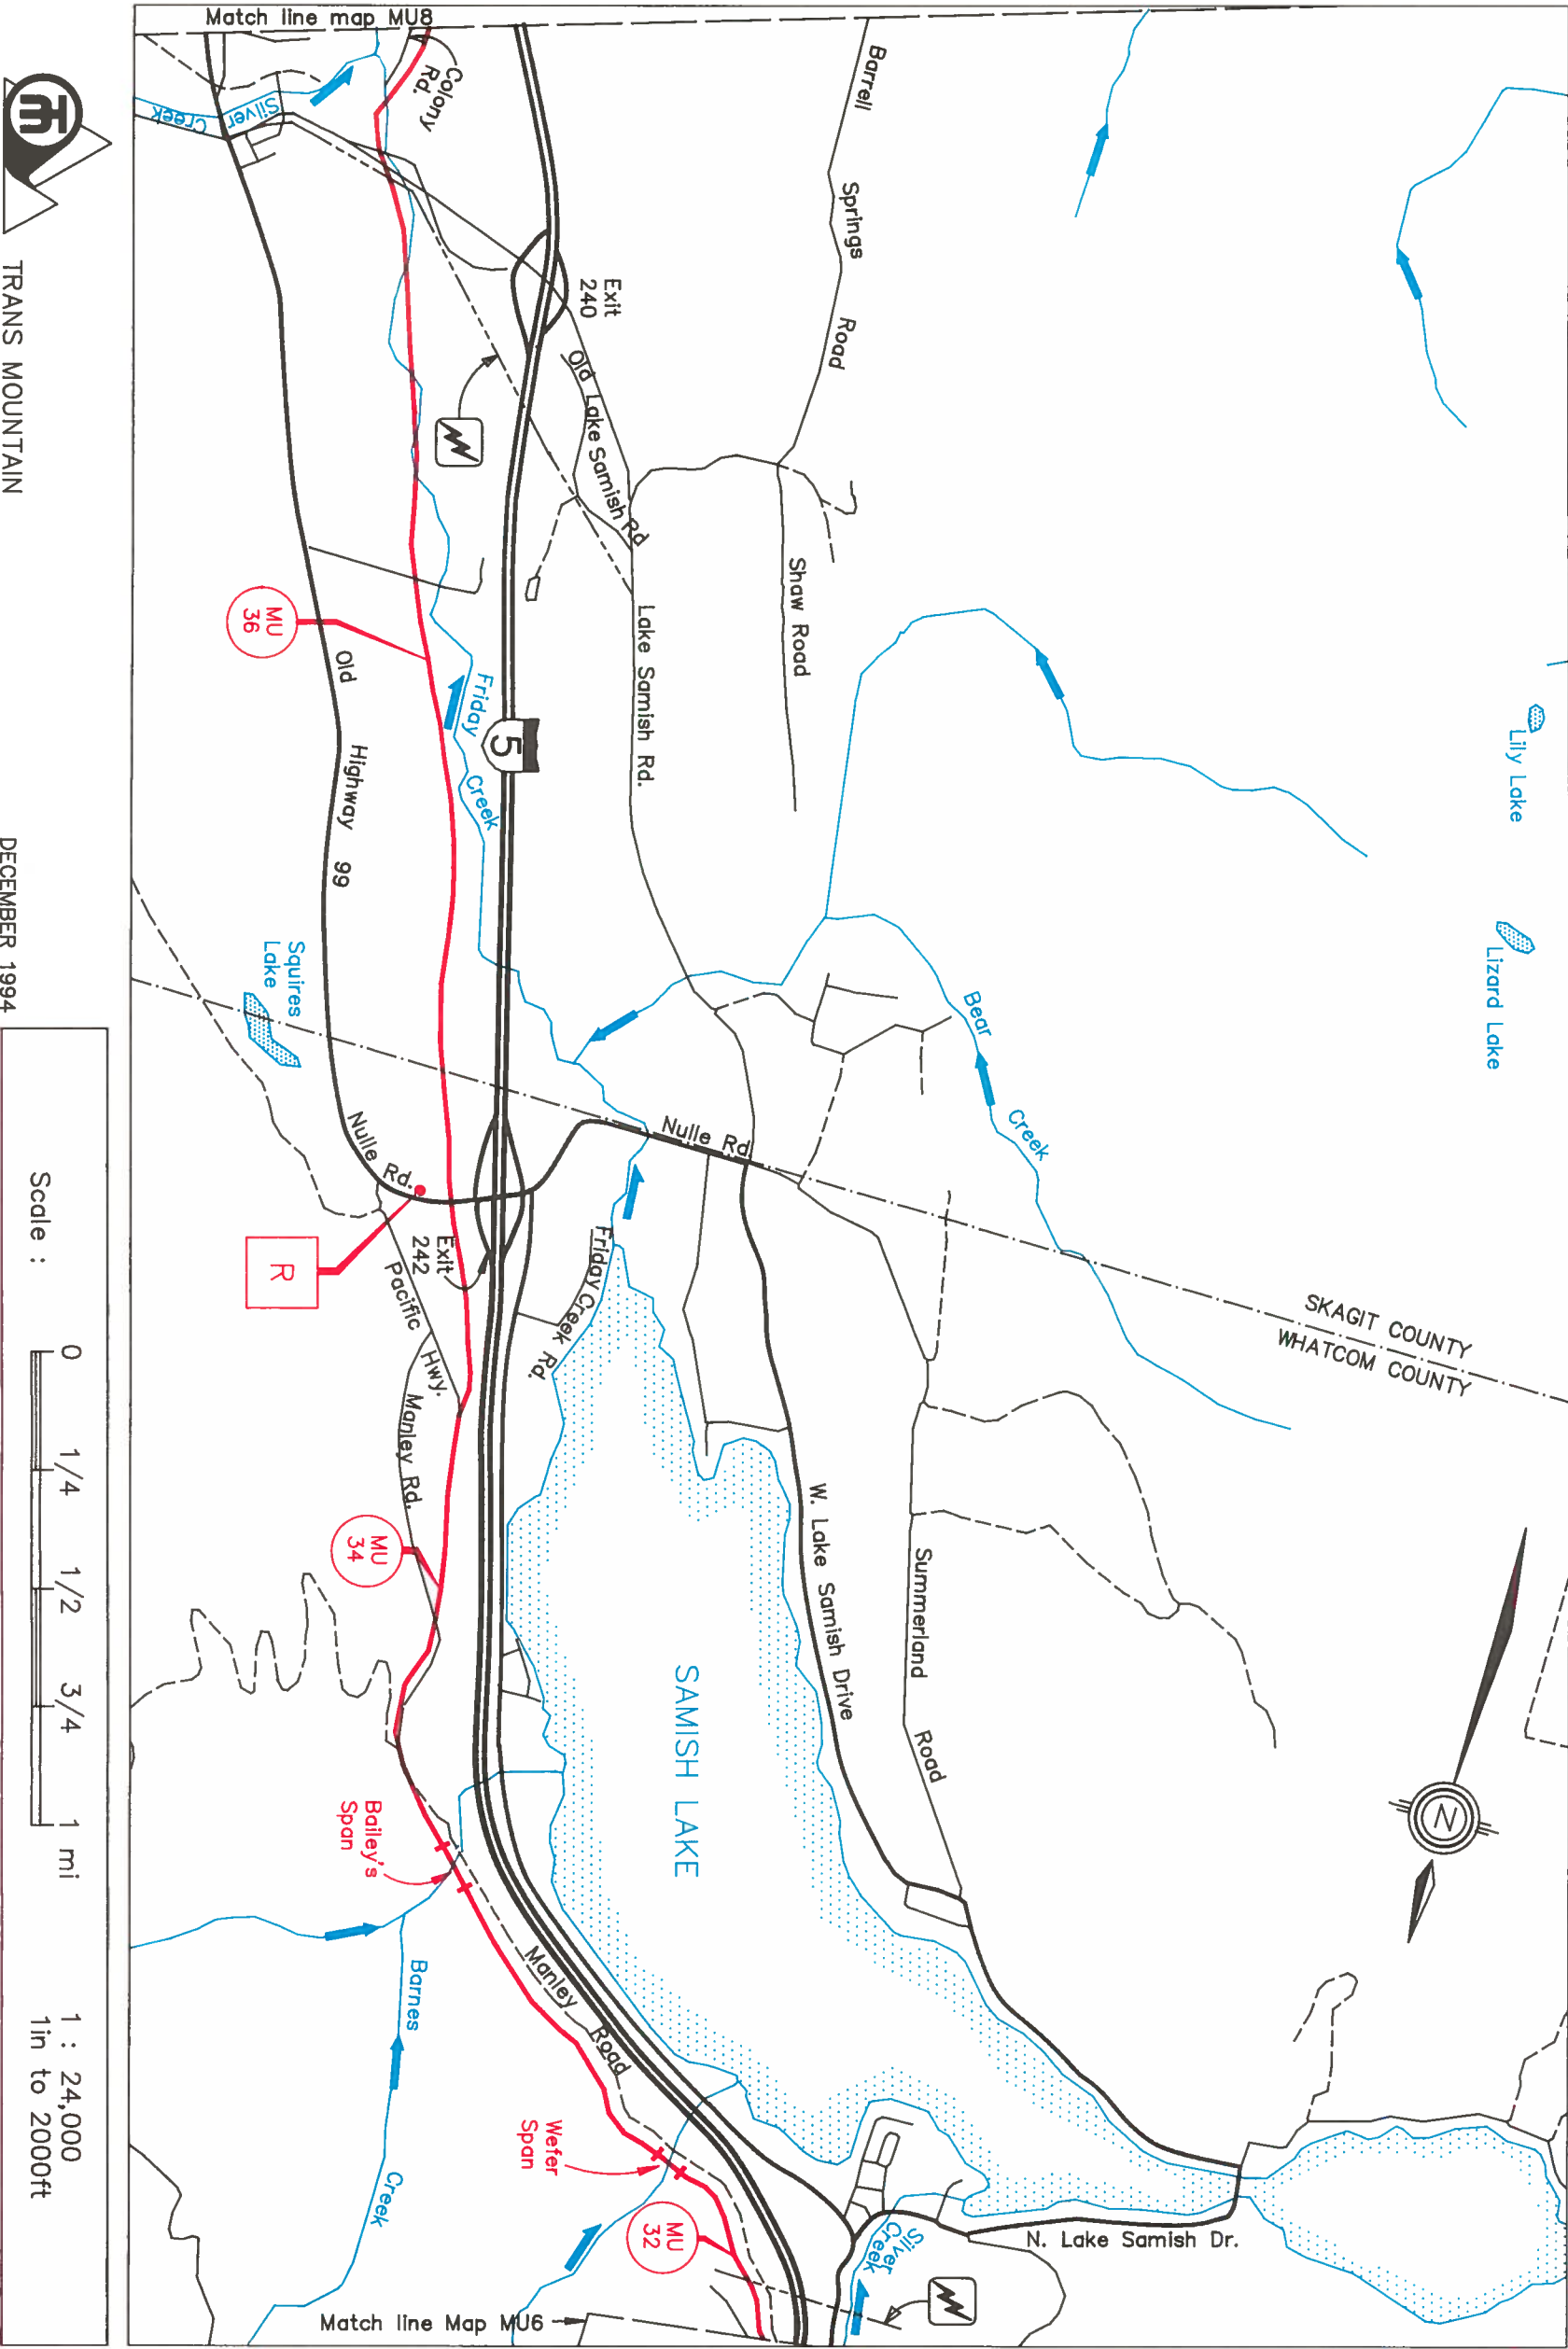 Match line map MU8
Colony
Rd.
Silver
Creek
Barrell
Springs
Road
Exit
240
Old Lake Samish Rd
Lake Samish Rd.
Shaw Road
MU
36
Old
Highway
99
Friday
Creek
5
Lily Lake
Lizard Lake
Squires
Lake
Bear
Creek
Nulle Rd.
Nulle Rd.
R
Exit
242
Pacific
Hwy.
Friday Creek Rd.
Manley Rd.
MU
34
SKAGIT COUNTY
WHATCOM COUNTY
W. Lake Samish Drive
Summerland
Road
SAMISH LAKE
N
Bailey's
Span
Barnes
Creek
Manley
Road
Wefer
Span
MU
32
Silver
Creek
N. Lake Samish Dr.
Match line Map MU6
TRANS MOUNTAIN
DECEMBER 1994
Scale :
0 1/4 1/2 3/4 1 mi
1 : 24,000
1in to 2000ft